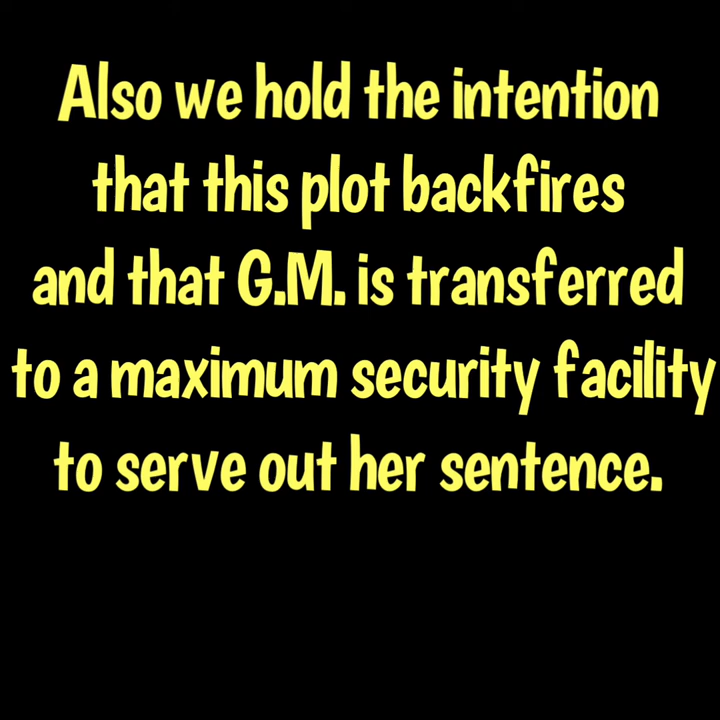 Also we hold the intention
that this plot backfires
and that G.M. is transferred
to a maximum security facility
to serve out her sentence.